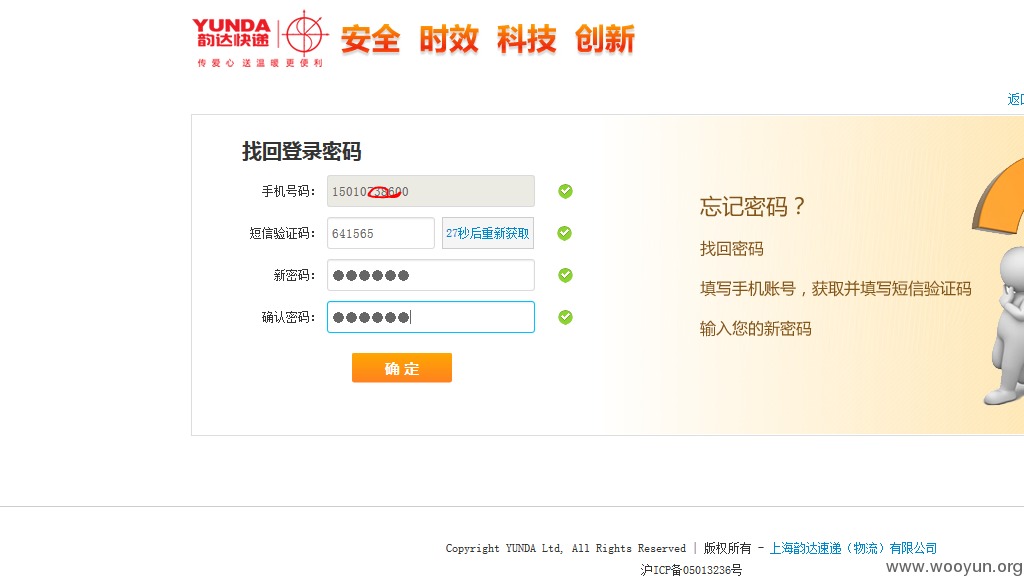 YUNDA
韵达快递
传爱心 送温暖 更便利
安全 时效 科技 创新
找回登录密码
手机号码:
短信验证码: 641565 27秒后重新获取
新密码: ●●●●●●
确认密码: ●●●●●●
确 定
忘记密码？
找回密码
填写手机账号，获取并填写短信验证码
输入您的新密码
Copyright YUNDA Ltd, All Rights Reserved | 版权所有 - 上海韵达速递（物流）有限公司
沪ICP备05013236号
www.wooyun.org